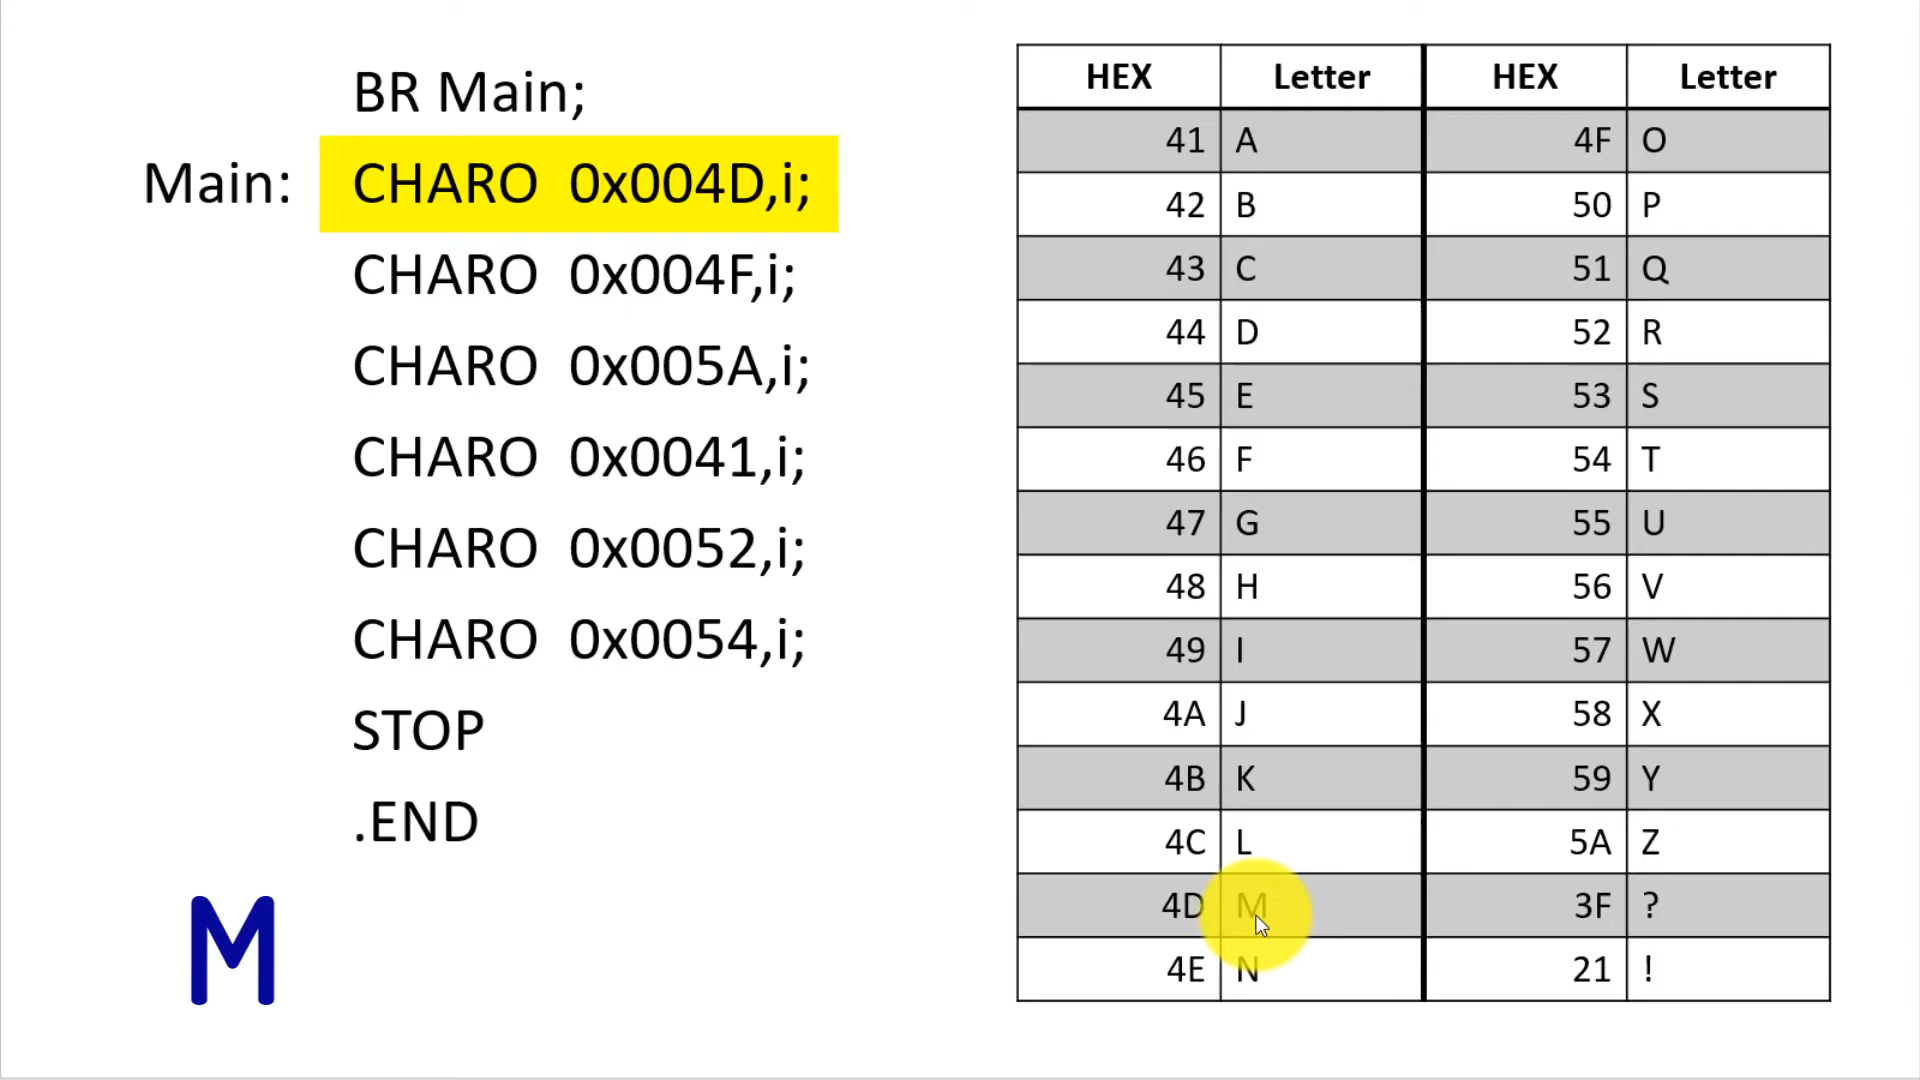 BR Main;
Main: CHARO 0x004D,i;
CHARO 0x004F,i;
CHARO 0x005A,i;
CHARO 0x0041,i;
CHARO 0x0052,i;
CHARO 0x0054,i;
STOP
.END
M
HEX Letter HEX Letter
41 A 4F O
42 B 50 P
43 C 51 Q
44 D 52 R
45 E 53 S
46 F 54 T
47 G 55 U
48 H 56 V
49 I 57 W
4A J 58 X
4B K 59 Y
4C L 5A Z
4D M 3F ?
4E N 21 !